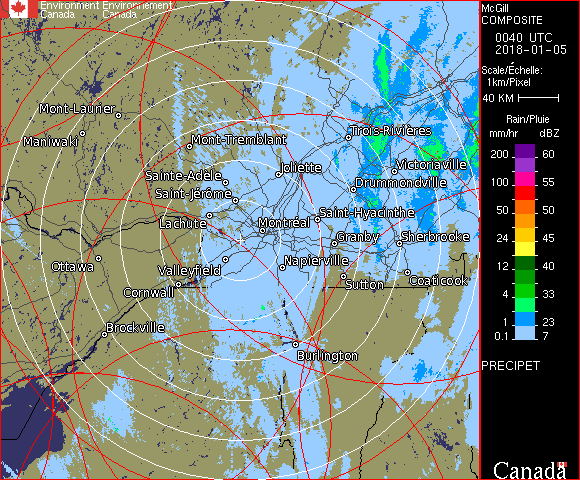 Environment Environnement
Canada Canada
McGill
COMPOSITE
0040 UTC
2018-01-05
Scale/Échelle:
1km/Pixel
40 KM
Rain/Pluie
mm/hr dBZ
200 60
100 55
50 50
24 45
12 40
4 33
1 23
0.1 7
PRECIPET
Canada
Mont-Laurier
Maniwaki
Mont-Tremblant
Trois-Rivières
Joliette
Victoriaville
Sainte-Adèle
Drummondville
Saint-Jérôme
Lachute
Saint-Hyacinthe
Montréal
Granby
Sherbrooke
Ottawa
Valleyfield
Napierville
Cornwall
Sutton
Coaticook
Brockville
Burlington